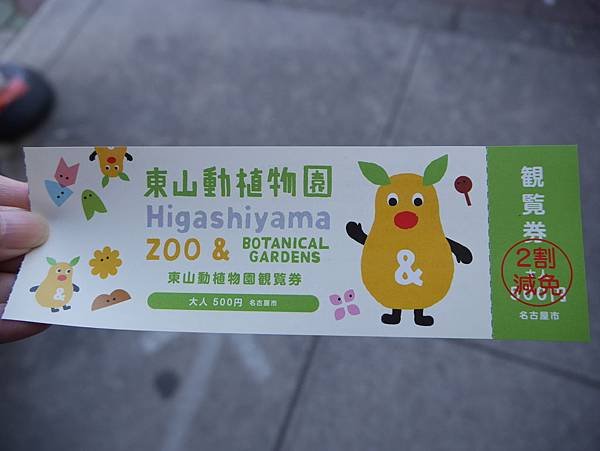 東山動植物園
Higashiyama
ZOO & BOTANICAL GARDENS
東山動植物園観覧券
大人 500円 名古屋市
&
&
観覧券
2割
減免
名古屋市